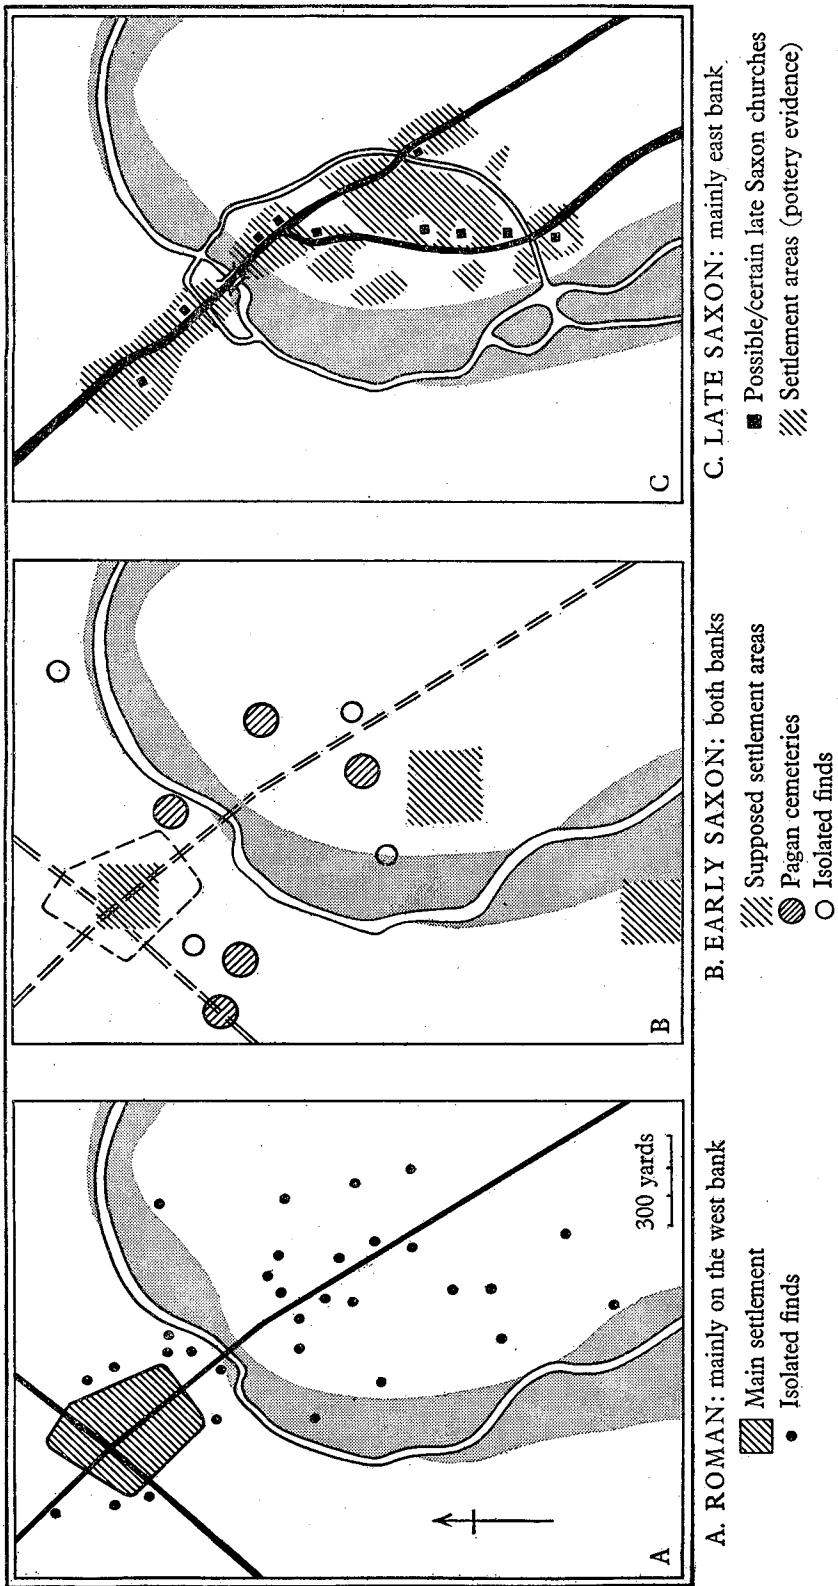 A
300 yards
A. ROMAN: mainly on the west bank
Main settlement
Isolated finds
B
B. EARLY SAXON: both banks
Supposed settlement areas
Pagan cemeteries
Isolated finds
C
C. LATE SAXON: mainly east bank
Possible/certain late Saxon churches
Settlement areas (pottery evidence)